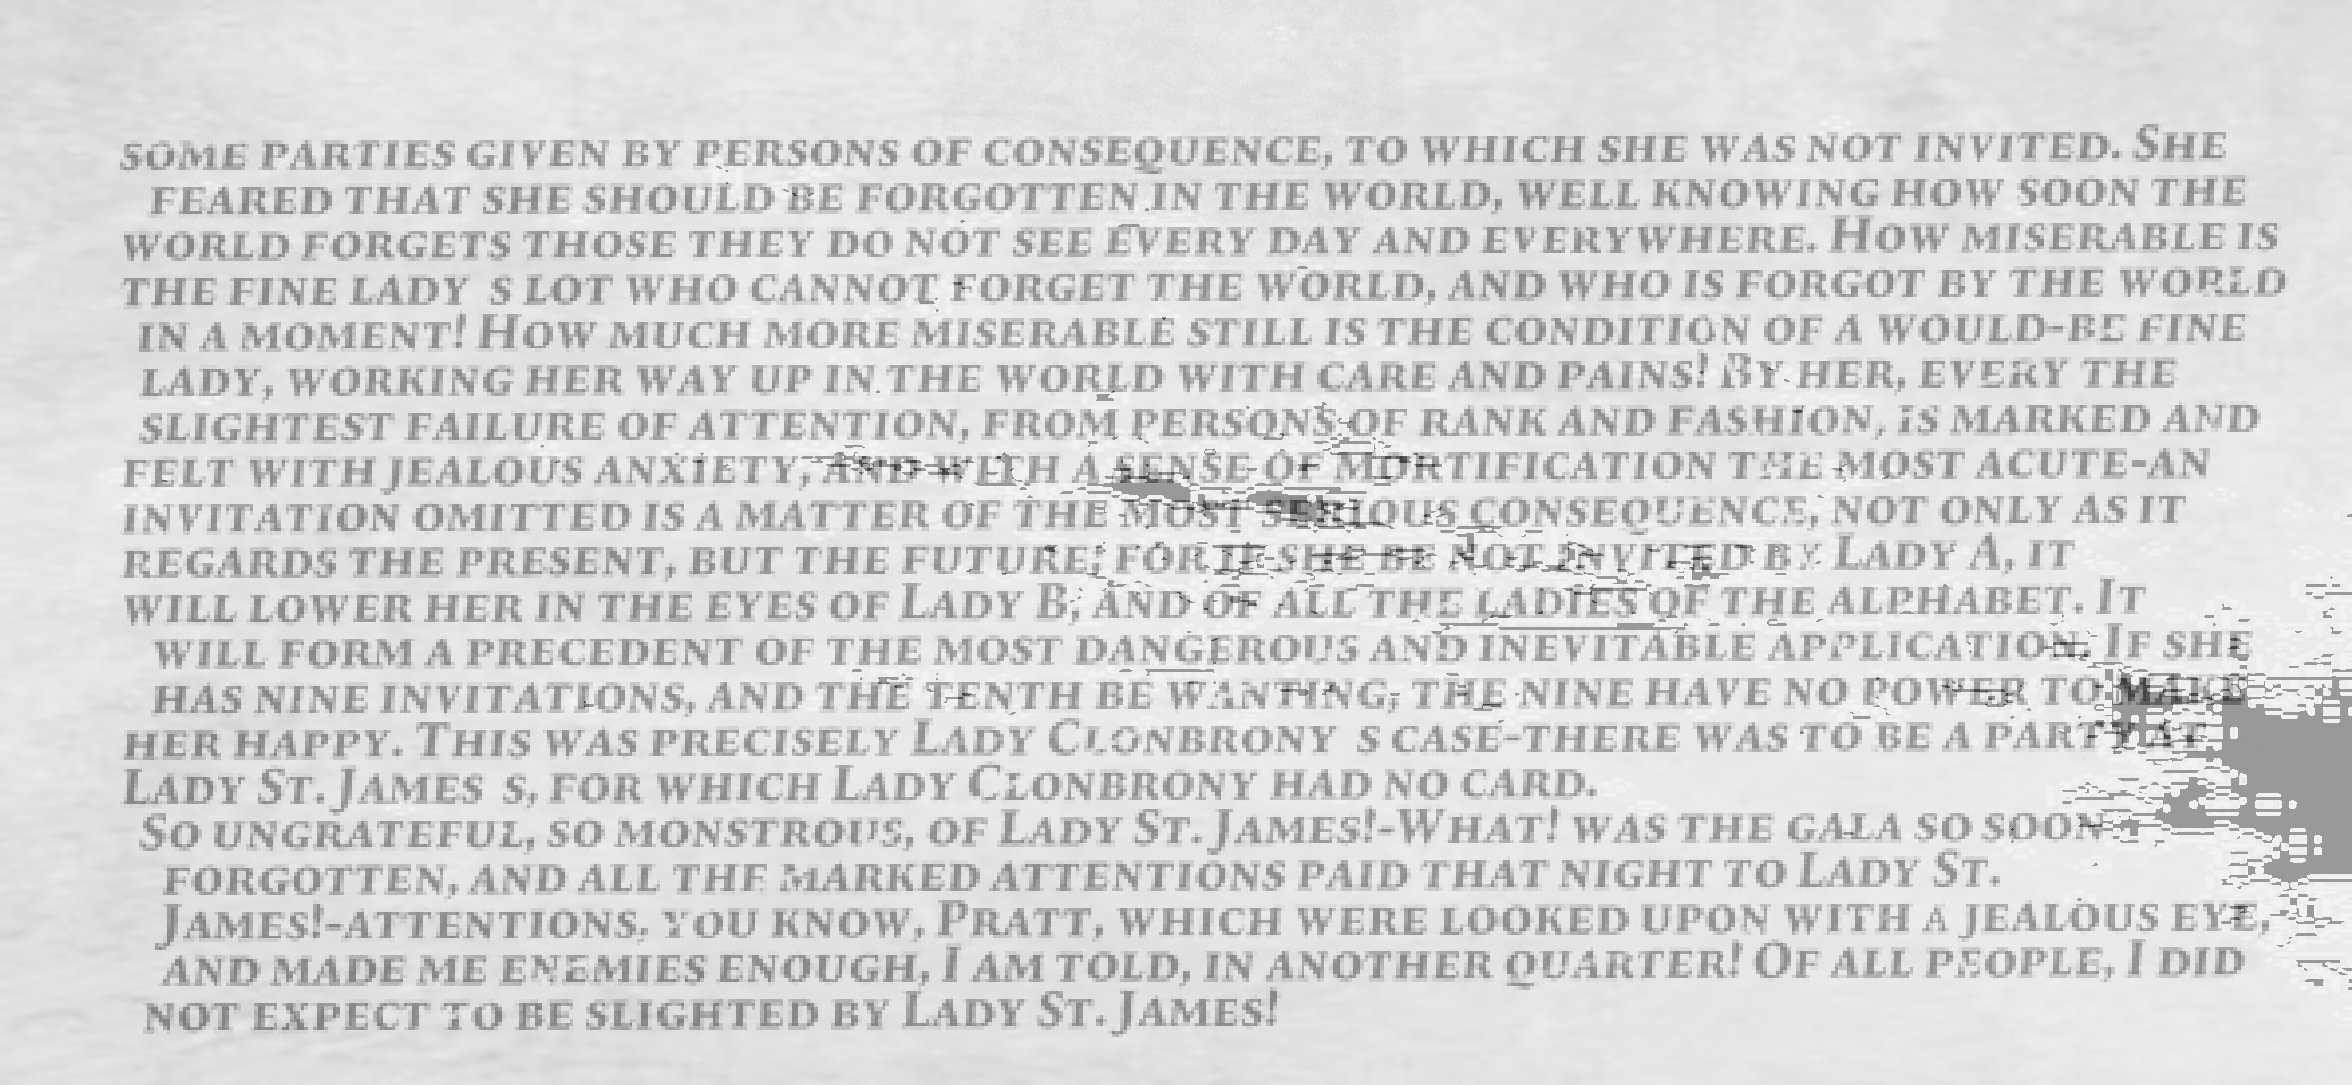 some parties given by persons of consequence, to which she was not invited. She
feared that she should be forgotten in the world, well knowing how soon the
world forgets those they do not see every day and everywhere. How miserable is
the fine lady s lot who cannot forget the world, and who is forgot by the world
in a moment! How much more miserable still is the condition of a would-be fine
lady, working her way up in the world with care and pains! By her, every the
slightest failure of attention, from persons of rank and fashion, is marked and
felt with jealous anxiety, and with a sense of mortification the most acute-an
invitation omitted is a matter of the most serious consequence, not only as it
regards the present, but the future; for if she be not invited by Lady A, it
will lower her in the eyes of Lady B, and of all the ladies of the alphabet. It
will form a precedent of the most dangerous and inevitable application. If she
has nine invitations, and the tenth be wanting, the nine have no power to make
her happy. This was precisely Lady Clonbrony s case-there was to be a party at
Lady St. James s, for which Lady Clonbrony had no card.
So ungrateful, so monstrous, of Lady St. James!-What! was the gala so soon
forgotten, and all the marked attentions paid that night to Lady St.
James!-attentions, you know, Pratt, which were looked upon with a jealous eye,
and made me enemies enough, I am told, in another quarter! Of all people, I did
not expect to be slighted by Lady St. James!